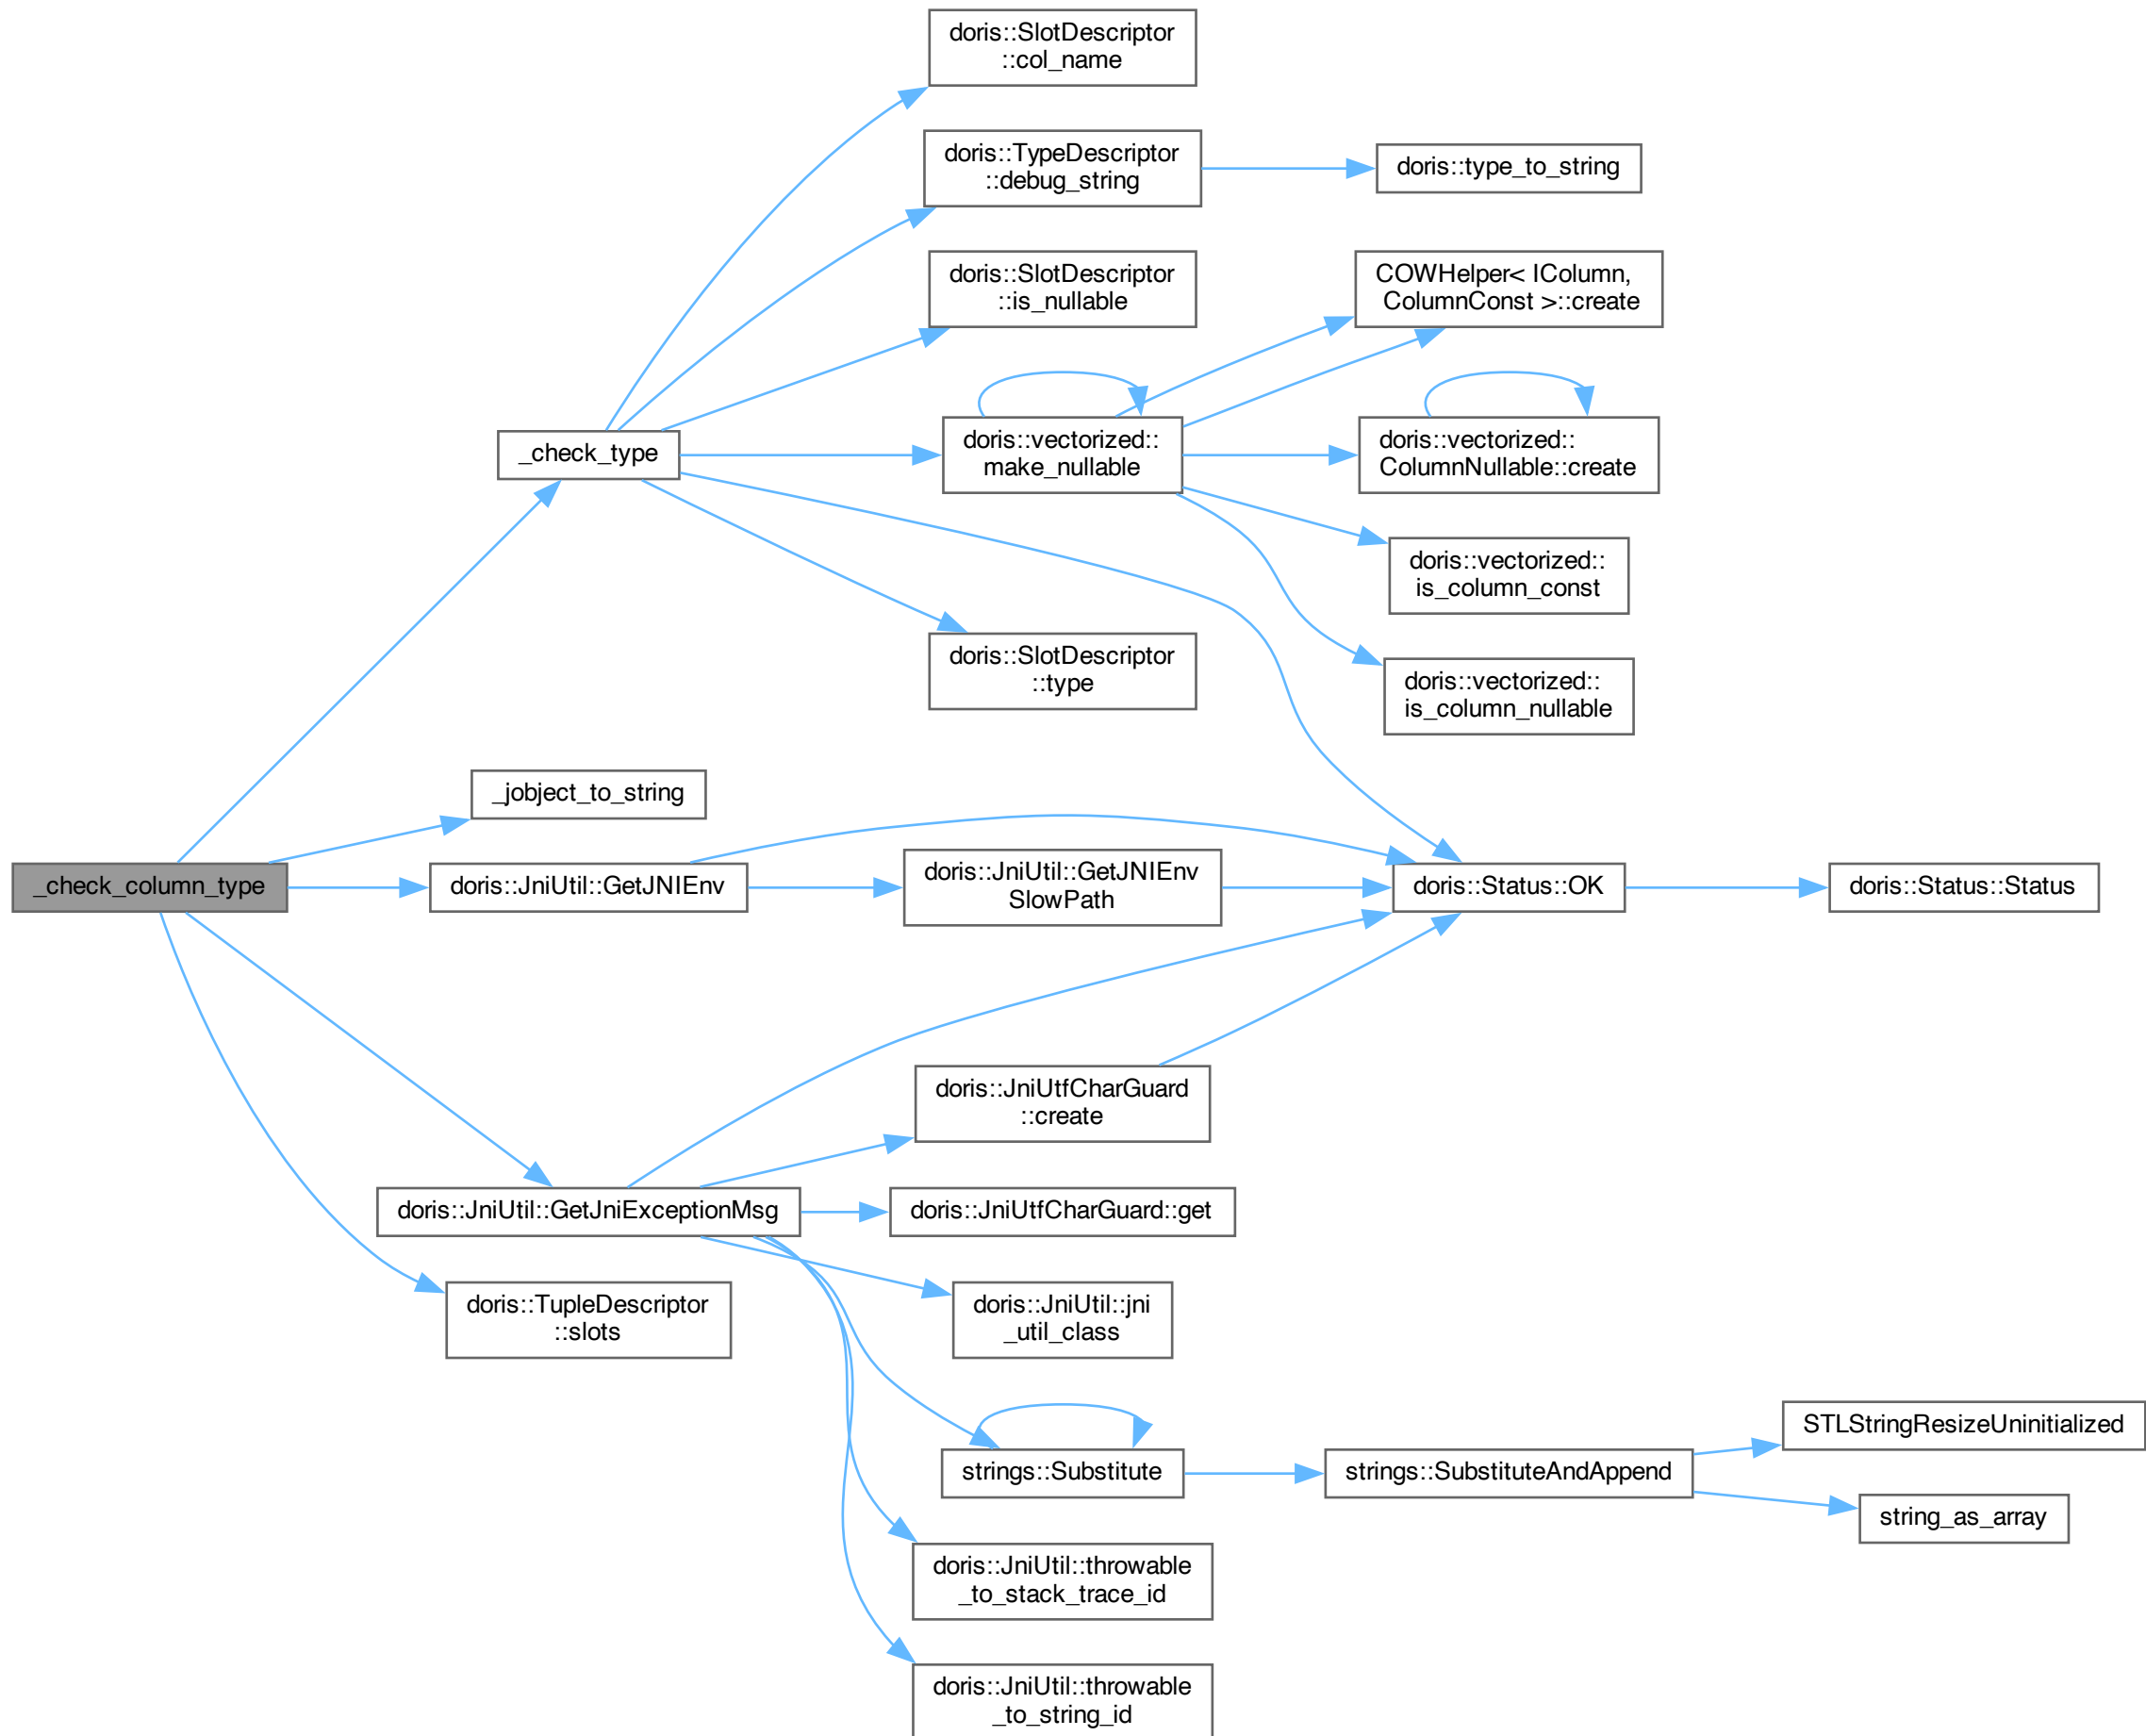 doris::SlotDescriptor
::col_name
doris::TypeDescriptor
::debug_string
doris::type_to_string
doris::SlotDescriptor
::is_nullable
COWHelper< IColumn,
ColumnConst >::create
_check_type
doris::vectorized::
make_nullable
doris::vectorized::
ColumnNullable::create
doris::vectorized::
is_column_const
doris::SlotDescriptor
::type
doris::vectorized::
is_column_nullable
_jobject_to_string
_check_column_type
doris::JniUtil::GetJNIEnv
doris::JniUtil::GetJNIEnv
SlowPath
doris::Status::OK
doris::Status::Status
doris::JniUtfCharGuard
::create
doris::JniUtil::GetJniExceptionMsg
doris::JniUtfCharGuard::get
doris::TupleDescriptor
::slots
doris::JniUtil::jni
_util_class
strings::Substitute
strings::SubstituteAndAppend
STLStringResizeUninitialized
string_as_array
doris::JniUtil::throwable
_to_stack_trace_id
doris::JniUtil::throwable
_to_string_id